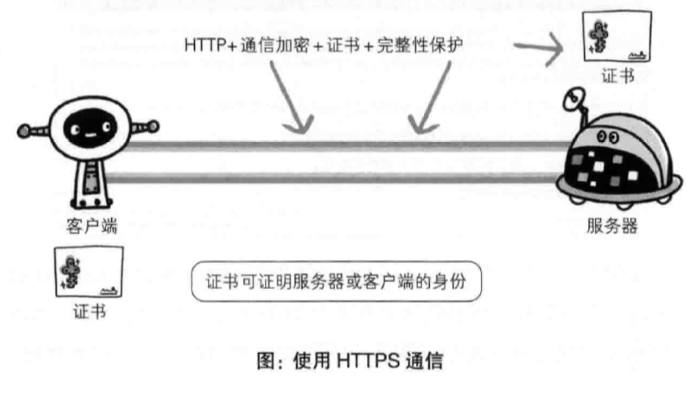 HTTP+通信加密+证书+完整性保护
证书
客户端
服务器
证书
证书可证明服务器或客户端的身份
图：使用 HTTPS 通信